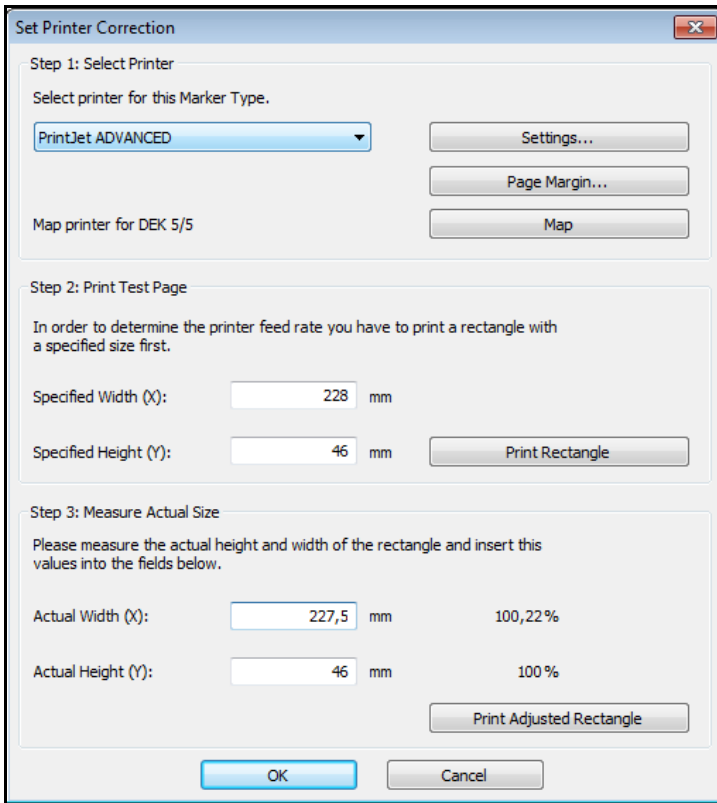 Set Printer Correction
Step 1: Select Printer
Select printer for this Marker Type.
PrintJet ADVANCED
Settings...
Page Margin...
Map printer for DEK 5/5
Map
Step 2: Print Test Page
In order to determine the printer feed rate you have to print a rectangle with
a specified size first.
Specified Width (X): 228 mm
Specified Height (Y): 46 mm
Print Rectangle
Step 3: Measure Actual Size
Please measure the actual height and width of the rectangle and insert this
values into the fields below.
Actual Width (X): 227,5 mm 100,22%
Actual Height (Y): 46 mm 100%
Print Adjusted Rectangle
OK Cancel